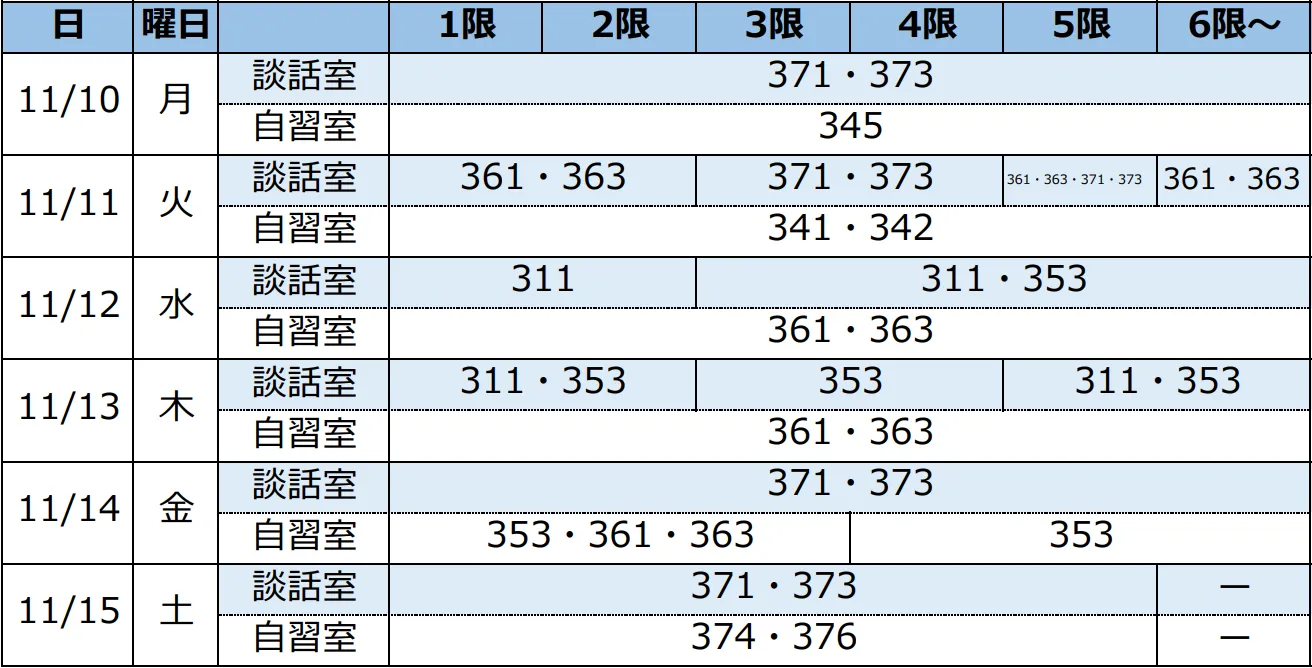 日 曜日 1限 2限 3限 4限 5限 6限～
11/10 月 談話室 371・373
自習室 345
11/11 火 談話室 361・363 371・373 361・363・371・373 361・363
自習室 341・342
11/12 水 談話室 311 311・353
自習室 361・363
11/13 木 談話室 311・353 353 311・353
自習室 361・363
11/14 金 談話室 371・373
自習室 353・361・363 353
11/15 土 談話室 371・373 ―
自習室 374・376 ―